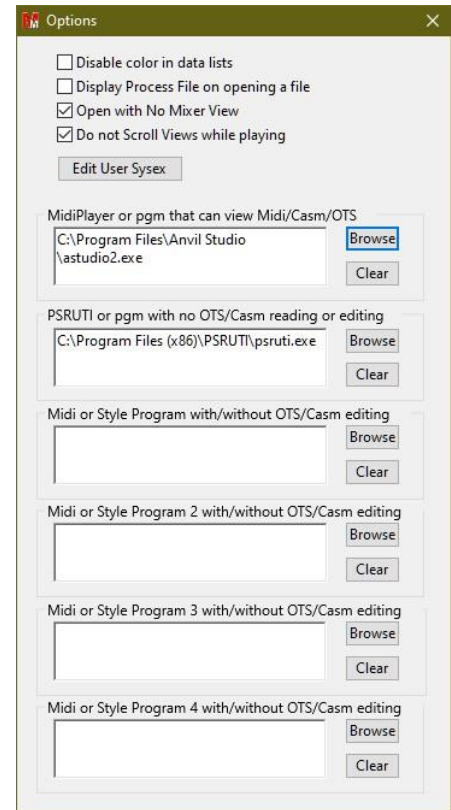 Options
Disable color in data lists
Display Process File on opening a file
Open with No Mixer View
Do not Scroll Views while playing
Edit User Sysex
MidiPlayer or pgm that can view Midi/Casm/OTS
C:\Program Files\Anvil Studio
\astudio2.exe
Browse
Clear
PSRUTI or pgm with no OTS/Casm reading or editing
C:\Program Files (x86)\PSRUTI\psruti.exe
Browse
Clear
Midi or Style Program with/without OTS/Casm editing
Browse
Clear
Midi or Style Program 2 with/without OTS/Casm editing
Browse
Clear
Midi or Style Program 3 with/without OTS/Casm editing
Browse
Clear
Midi or Style Program 4 with/without OTS/Casm editing
Browse
Clear